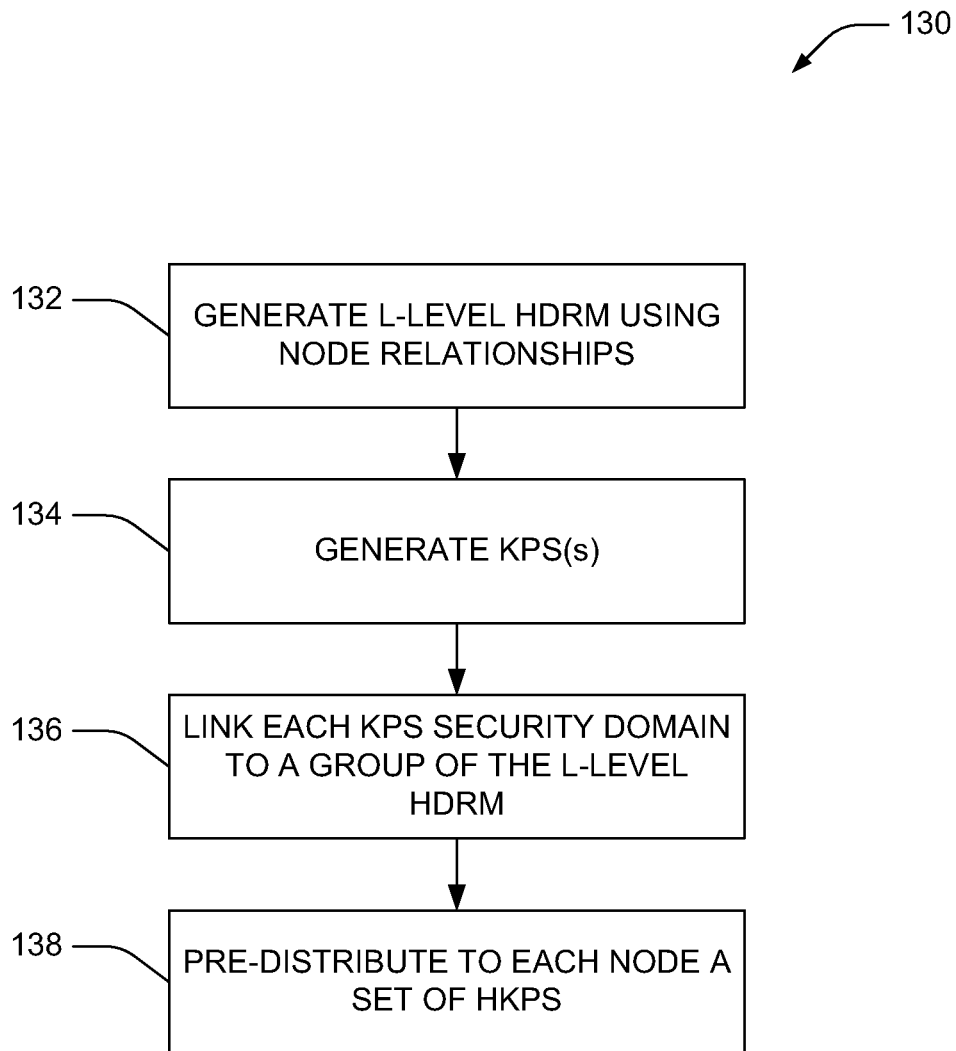 130
132
GENERATE L-LEVEL HDRM USING
NODE RELATIONSHIPS
134
GENERATE KPS(s)
136
LINK EACH KPS SECURITY DOMAIN
TO A GROUP OF THE L-LEVEL
HDRM
138
PRE-DISTRIBUTE TO EACH NODE A
SET OF HKPS